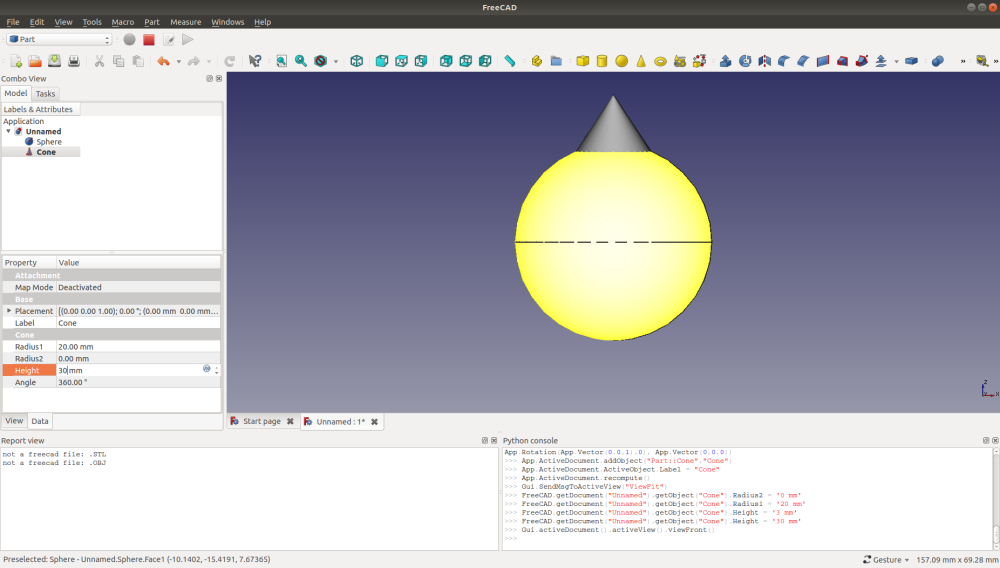 FreeCAD
File Edit View Tools Macro Part Measure Windows Help
Part
» » »
Combo View
Model Tasks
Labels & Attributes
Application
Unnamed
Sphere
Cone
Property Value
Attachment
Map Mode Deactivated
Base
Placement [(0.00 0.00 1.00); 0.00 °; (0.00 mm 0.00 mm...
Label Cone
Cone
Radius1 20.00 mm
Radius2 0.00 mm
Height 30 mm
Angle 360.00 °
View Data
z
Y x
Start page Unnamed : 1*
Report view
not a freecad file: .STL
not a freecad file: .OBJ
Python console
App.Rotation(App.Vector(0,0,1),0), App.Vector(0,0,0))
>>> App.ActiveDocument.addObject("Part::Cone","Cone")
>>> App.ActiveDocument.ActiveObject.Label = "Cone"
>>> App.ActiveDocument.recompute()
>>> Gui.SendMsgToActiveView("ViewFit")
>>> FreeCAD.getDocument("Unnamed").getObject("Cone").Radius2 = '0 mm'
>>> FreeCAD.getDocument("Unnamed").getObject("Cone").Radius1 = '20 mm'
>>> FreeCAD.getDocument("Unnamed").getObject("Cone").Height = '3 mm'
>>> FreeCAD.getDocument("Unnamed").getObject("Cone").Height = '30 mm'
>>> Gui.activeDocument().activeView().viewFront()
>>>
Preselected: Sphere - Unnamed.Sphere.Face1 (-10.1402, -15.4191, 7.67365)
Gesture 157.09 mm x 69.28 mm